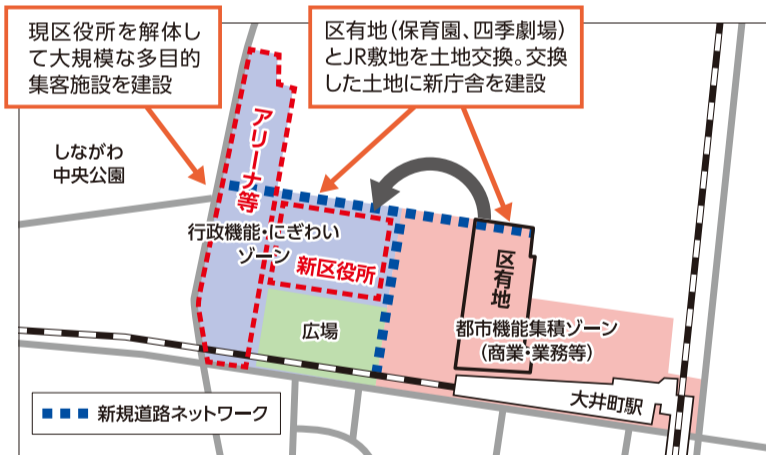 現区役所を解体し
て大規模な多目的
集客施設を建設
区有地(保育園、四季劇場)
とJR敷地を土地交換。交換
した土地に新庁舎を建設
しながわ
中央公園
アリーナ等
行政機能・にぎわい
ゾーン
新区役所
区有地
広場
都市機能集積ゾーン
(商業・業務等)
大井町駅
新規道路ネットワーク